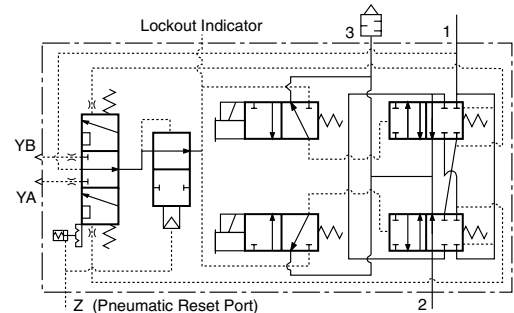 Lockout Indicator
3
1
YB
YA
Z (Pneumatic Reset Port)
2